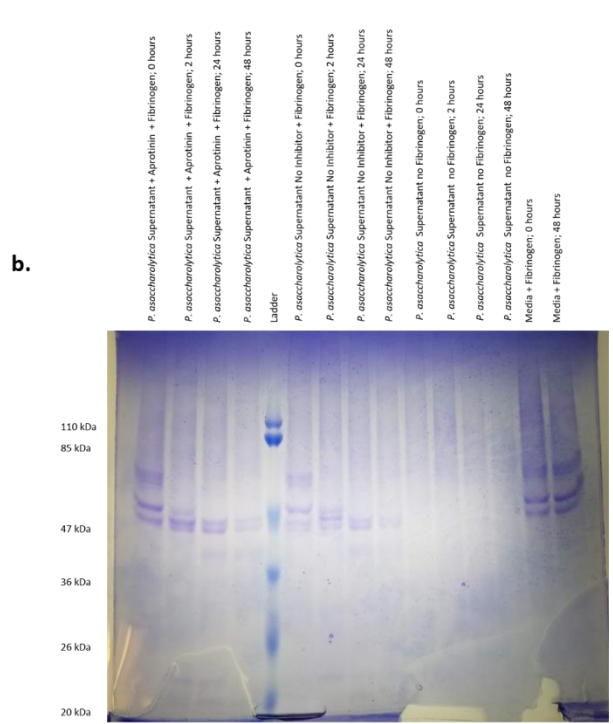 P. asaccharolytica Supernatant + Aprotinin + Fibrinogen; 0 hours
P. asaccharolytica Supernatant + Aprotinin + Fibrinogen; 2 hours
P. asaccharolytica Supernatant + Aprotinin + Fibrinogen; 24 hours
P. asaccharolytica Supernatant + Aprotinin + Fibrinogen; 48 hours
Ladder
P. asaccharolytica Supernatant No Inhibitor + Fibrinogen; 0 hours
P. asaccharolytica Supernatant No Inhibitor + Fibrinogen; 2 hours
P. asaccharolytica Supernatant No Inhibitor + Fibrinogen; 24 hours
P. asaccharolytica Supernatant No Inhibitor + Fibrinogen; 48 hours
P. asaccharolytica Supernatant no Fibrinogen; 0 hours
P. asaccharolytica Supernatant no Fibrinogen; 2 hours
P. asaccharolytica Supernatant no Fibrinogen; 24 hours
P. asaccharolytica Supernatant no Fibrinogen; 48 hours
Media + Fibrinogen; 0 hours
Media + Fibrinogen; 48 hours
b.
110 kDa
85 kDa
47 kDa
36 kDa
26 kDa
20 kDa